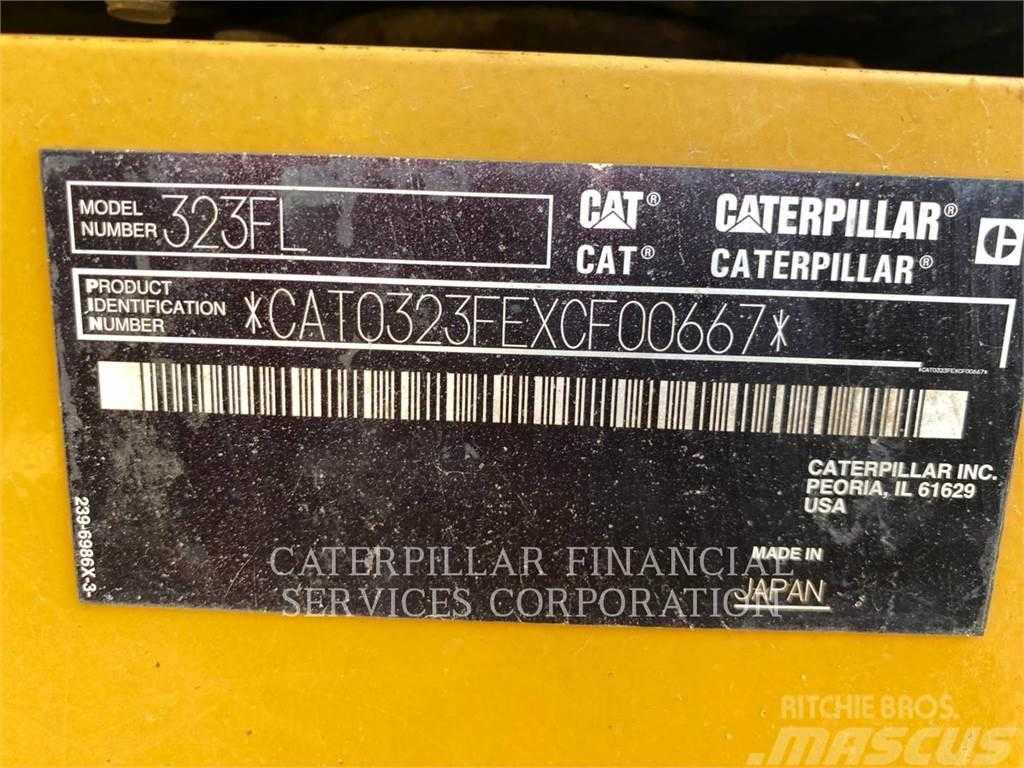 MODEL NUMBER 323FL
CAT® CATERPILLAR®
CAT® CATERPILLAR®
PRODUCT IDENTIFICATION NUMBER *CAT0323FEXCF00667*
*CAT0323FEXCF00667*
CATERPILLAR INC.
PEORIA, IL 61629
USA
239-6986X-3
MADE IN
JAPAN
CATERPILLAR FINANCIAL
SERVICES CORPORATION
RITCHIE BROS.
MASCUS